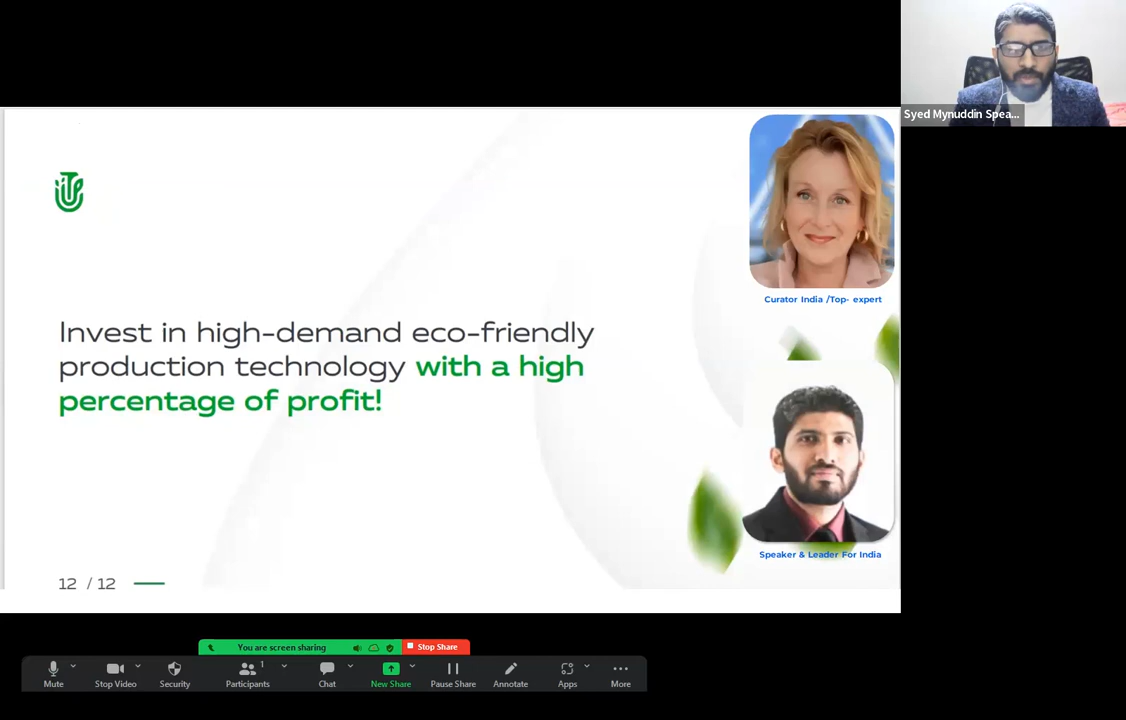 Syed Mynuddin Spea...
Curator India /Top- expert
Invest in high-demand eco-friendly
production technology with a high
percentage of profit!
Speaker & Leader For India
12 / 12
You are screen sharing
Stop Share
1
Mute
Stop Video
Security
Participants
Chat
New Share
Pause Share
Annotate
Apps
More